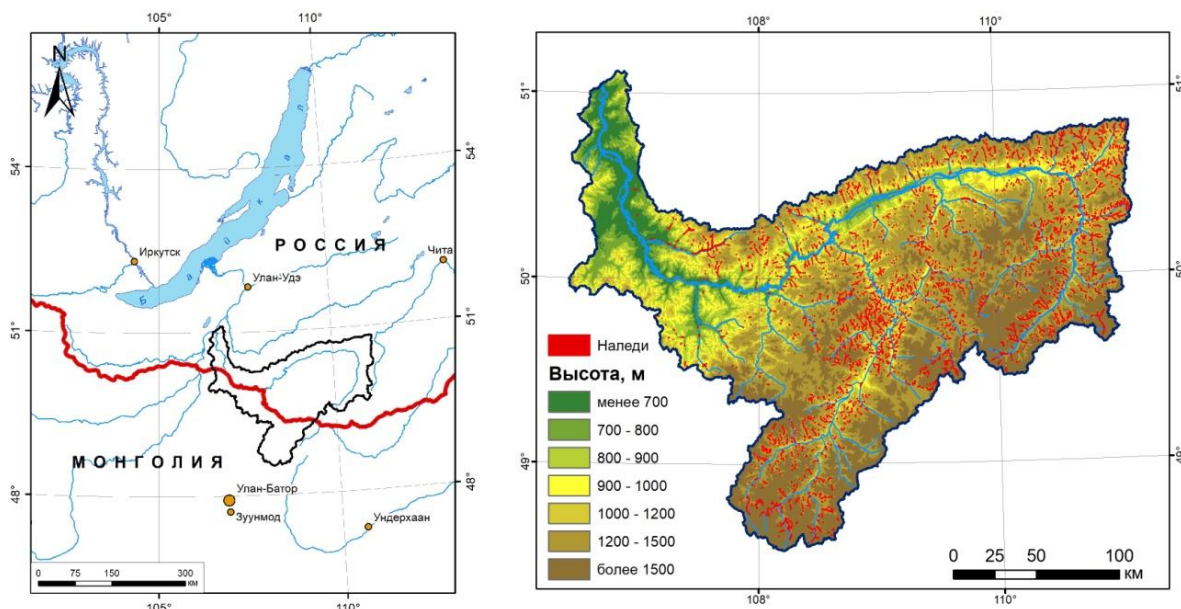 105°
110°
N
54°
54°
Байкал
РОССИЯ
Иркутск
Чита
Улан-Удэ
51°
51°
МОНГОЛИЯ
48°
48°
Улан-Батор
Зуунмод
Ундерхаан
0 75 150 300
КМ
105°
110°
108°
110°
51°
51°
50°
50°
49°
49°
Наледи
Высота, м
менее 700
700 - 800
800 - 900
900 - 1000
1000 - 1200
1200 - 1500
более 1500
0 25 50 100
КМ
108°
110°